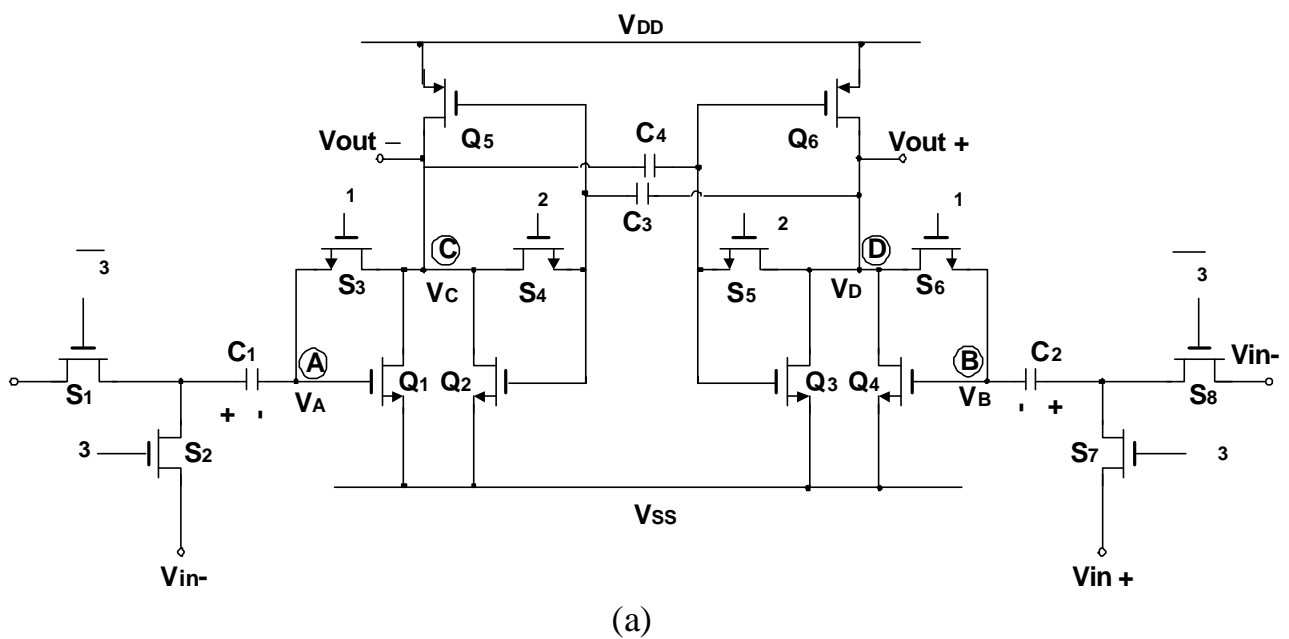 VDD
C4
Vout – Q5 Q6 Vout +
C3
1 2 2 1
C D
3 3
S3 VC S4 S5 VD S6
C1 A B C2 Vin-
Q1 Q2 Q3 Q4
S1 + - VA VB - + S8
3 S2 S7 3
VSS
Vin- Vin +
(a)